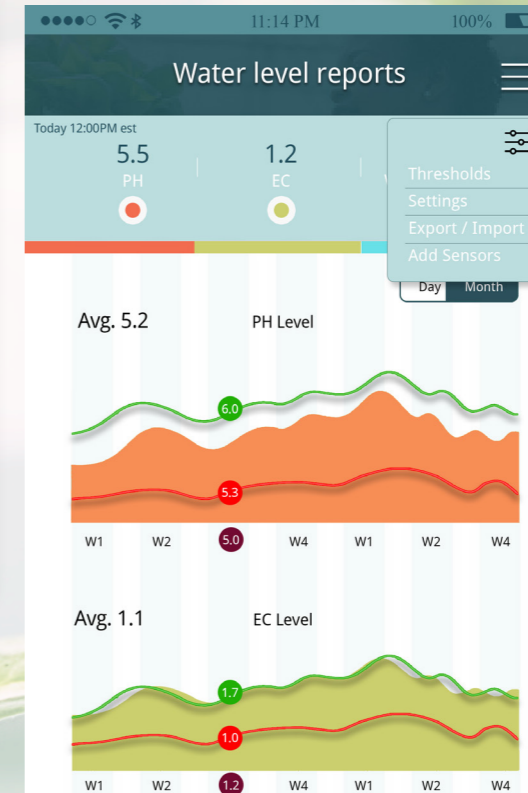 11:14 PM 100%
Water level reports
Today 12:00PM est
5.5 1.2
PH EC
Thresholds
Settings
Export / Import
Add Sensors
Day Month
Avg. 5.2 PH Level
6.0
5.3
W1 W2 5.0 W4 W1 W2 W4
Avg. 1.1 EC Level
1.7
1.0
W1 W2 1.2 W4 W1 W2 W4